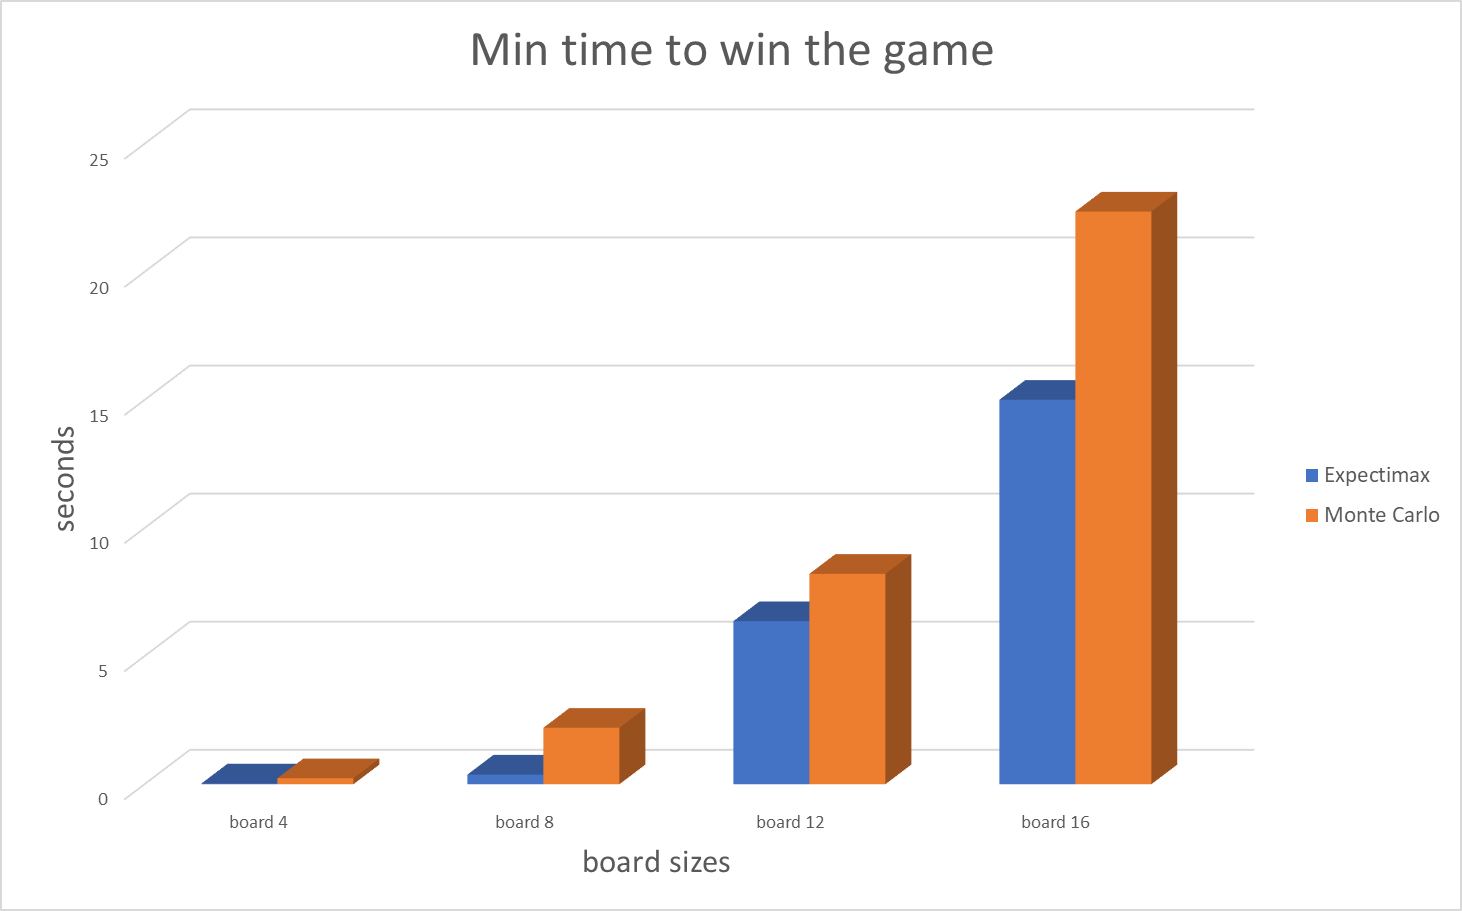 Min time to win the game
25
20
15
10
5
0
seconds
board 4
board 8
board 12
board 16
board sizes
Expectimax
Monte Carlo